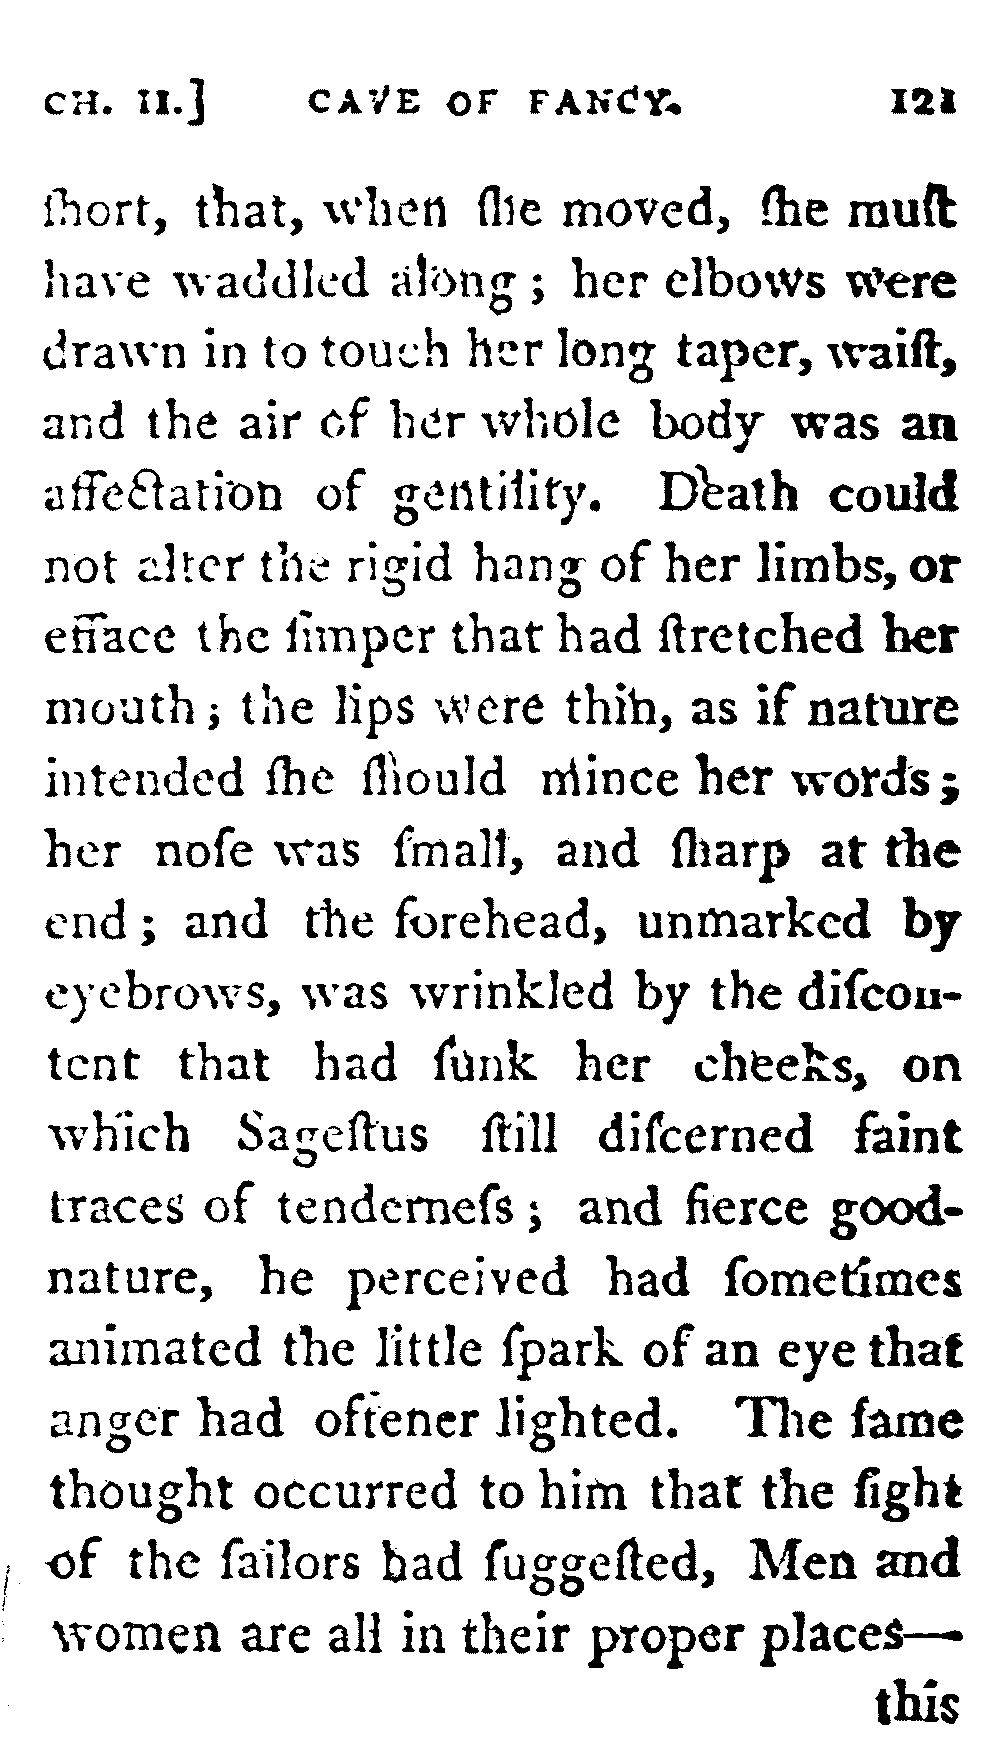 CH. II.] CAVE OF FANCY. 121
ſhort, that, when ſhe moved, ſhe muſt
have waddled along; her elbows were
drawn in to touch her long taper, waiſt,
and the air of her whole body was an
affectation of gentility. Death could
not alter the rigid hang of her limbs, or
efface the ſimper that had ſtretched her
mouth; the lips were thin, as if nature
intended ſhe ſhould mince her words;
her noſe was ſmall, and ſharp at the
end; and the forehead, unmarked by
eyebrows, was wrinkled by the diſcon-
tent that had ſunk her cheeks, on
which Sageſtus ſtill diſcerned faint
traces of tenderneſs; and fierce good-
nature, he perceived had ſometimes
animated the little ſpark of an eye that
anger had oftener lighted. The ſame
thought occurred to him that the ſight
of the ſailors had ſuggeſted, Men and
women are all in their proper places—
this